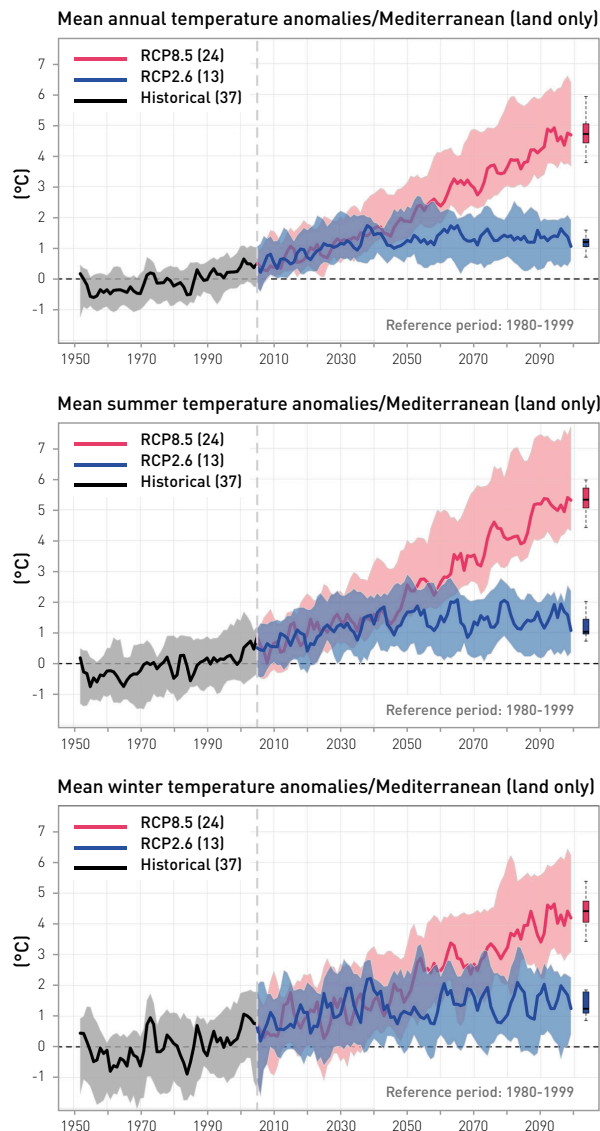 Mean annual temperature anomalies/Mediterranean (land only)
RCP8.5 (24)
RCP2.6 (13)
Historical (37)
7
6
5
4
3
2
1
0
-1
(°C)
Reference period: 1980-1999
1950 1970 1990 2010 2030 2050 2070 2090
Mean summer temperature anomalies/Mediterranean (land only)
RCP8.5 (24)
RCP2.6 (13)
Historical (37)
7
6
5
4
3
2
1
0
-1
(°C)
Reference period: 1980-1999
1950 1970 1990 2010 2030 2050 2070 2090
Mean winter temperature anomalies/Mediterranean (land only)
RCP8.5 (24)
RCP2.6 (13)
Historical (37)
7
6
5
4
3
2
1
0
-1
(°C)
Reference period: 1980-1999
1950 1970 1990 2010 2030 2050 2070 2090